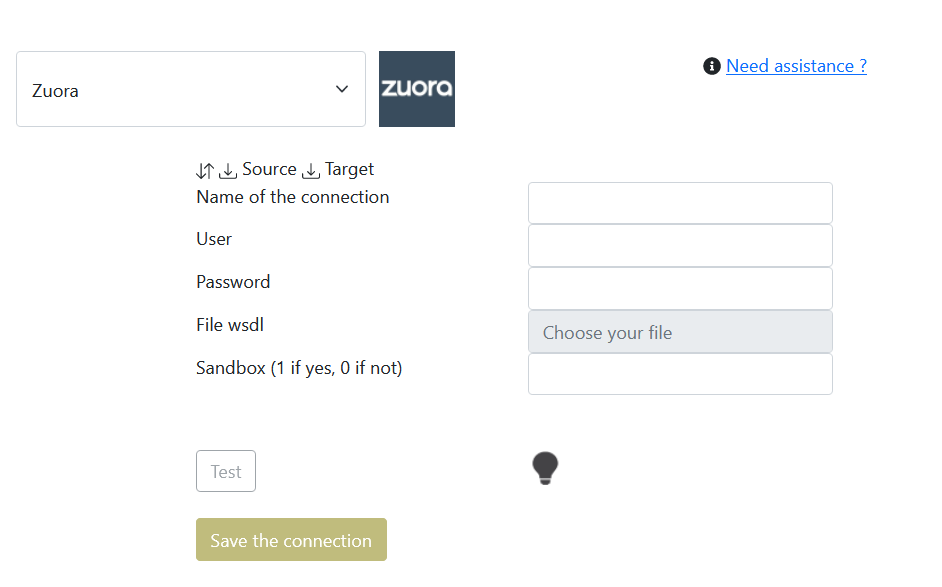 Zuora
zuora
Need assistance ?
Source Target
Name of the connection
User
Password
File wsdl
Choose your file
Sandbox (1 if yes, 0 if not)
Test
Save the connection